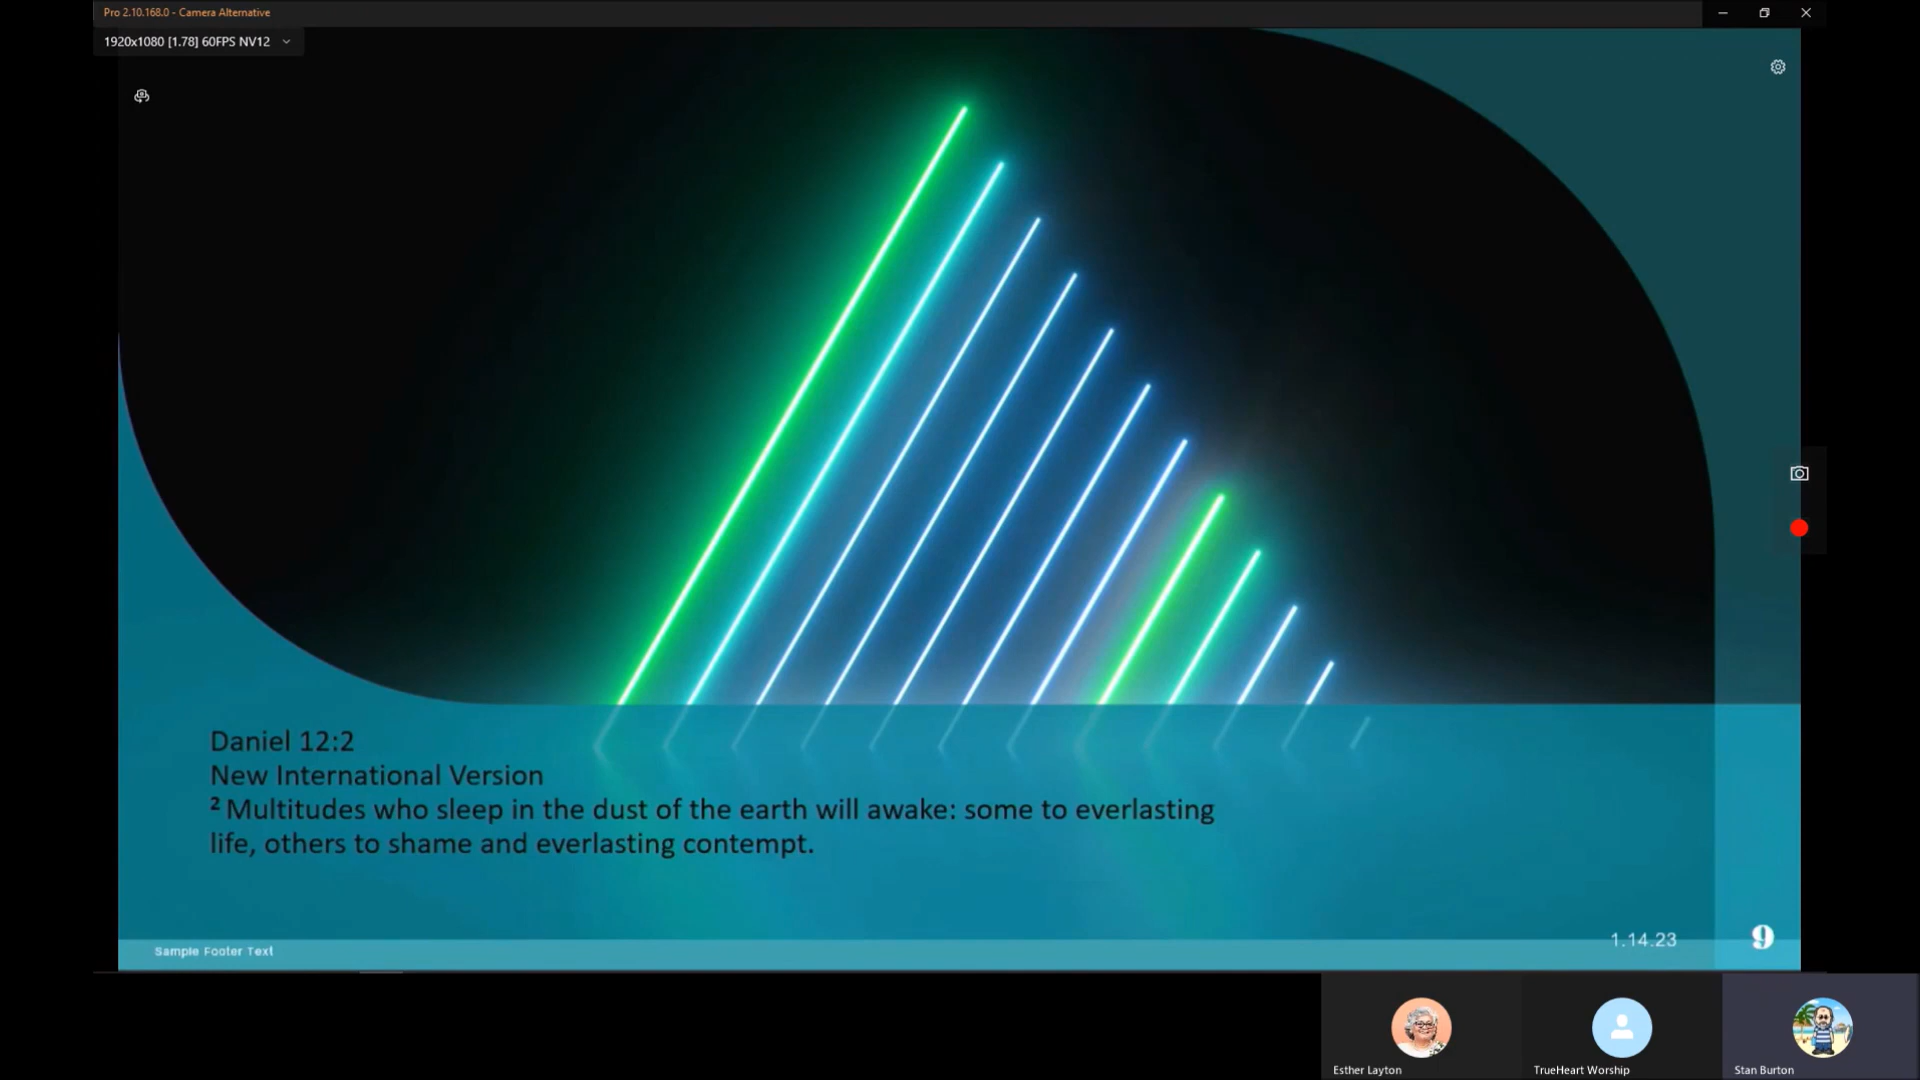 Pro 2.10.168.0 - Camera Alternative
1920x1080 [1.78] 60FPS NV12
Daniel 12:2
New International Version
2 Multitudes who sleep in the dust of the earth will awake: some to everlasting
life, others to shame and everlasting contempt.
Sample Footer Text
1.14.23
9
Esther Layton
TrueHeart Worship
Stan Burton